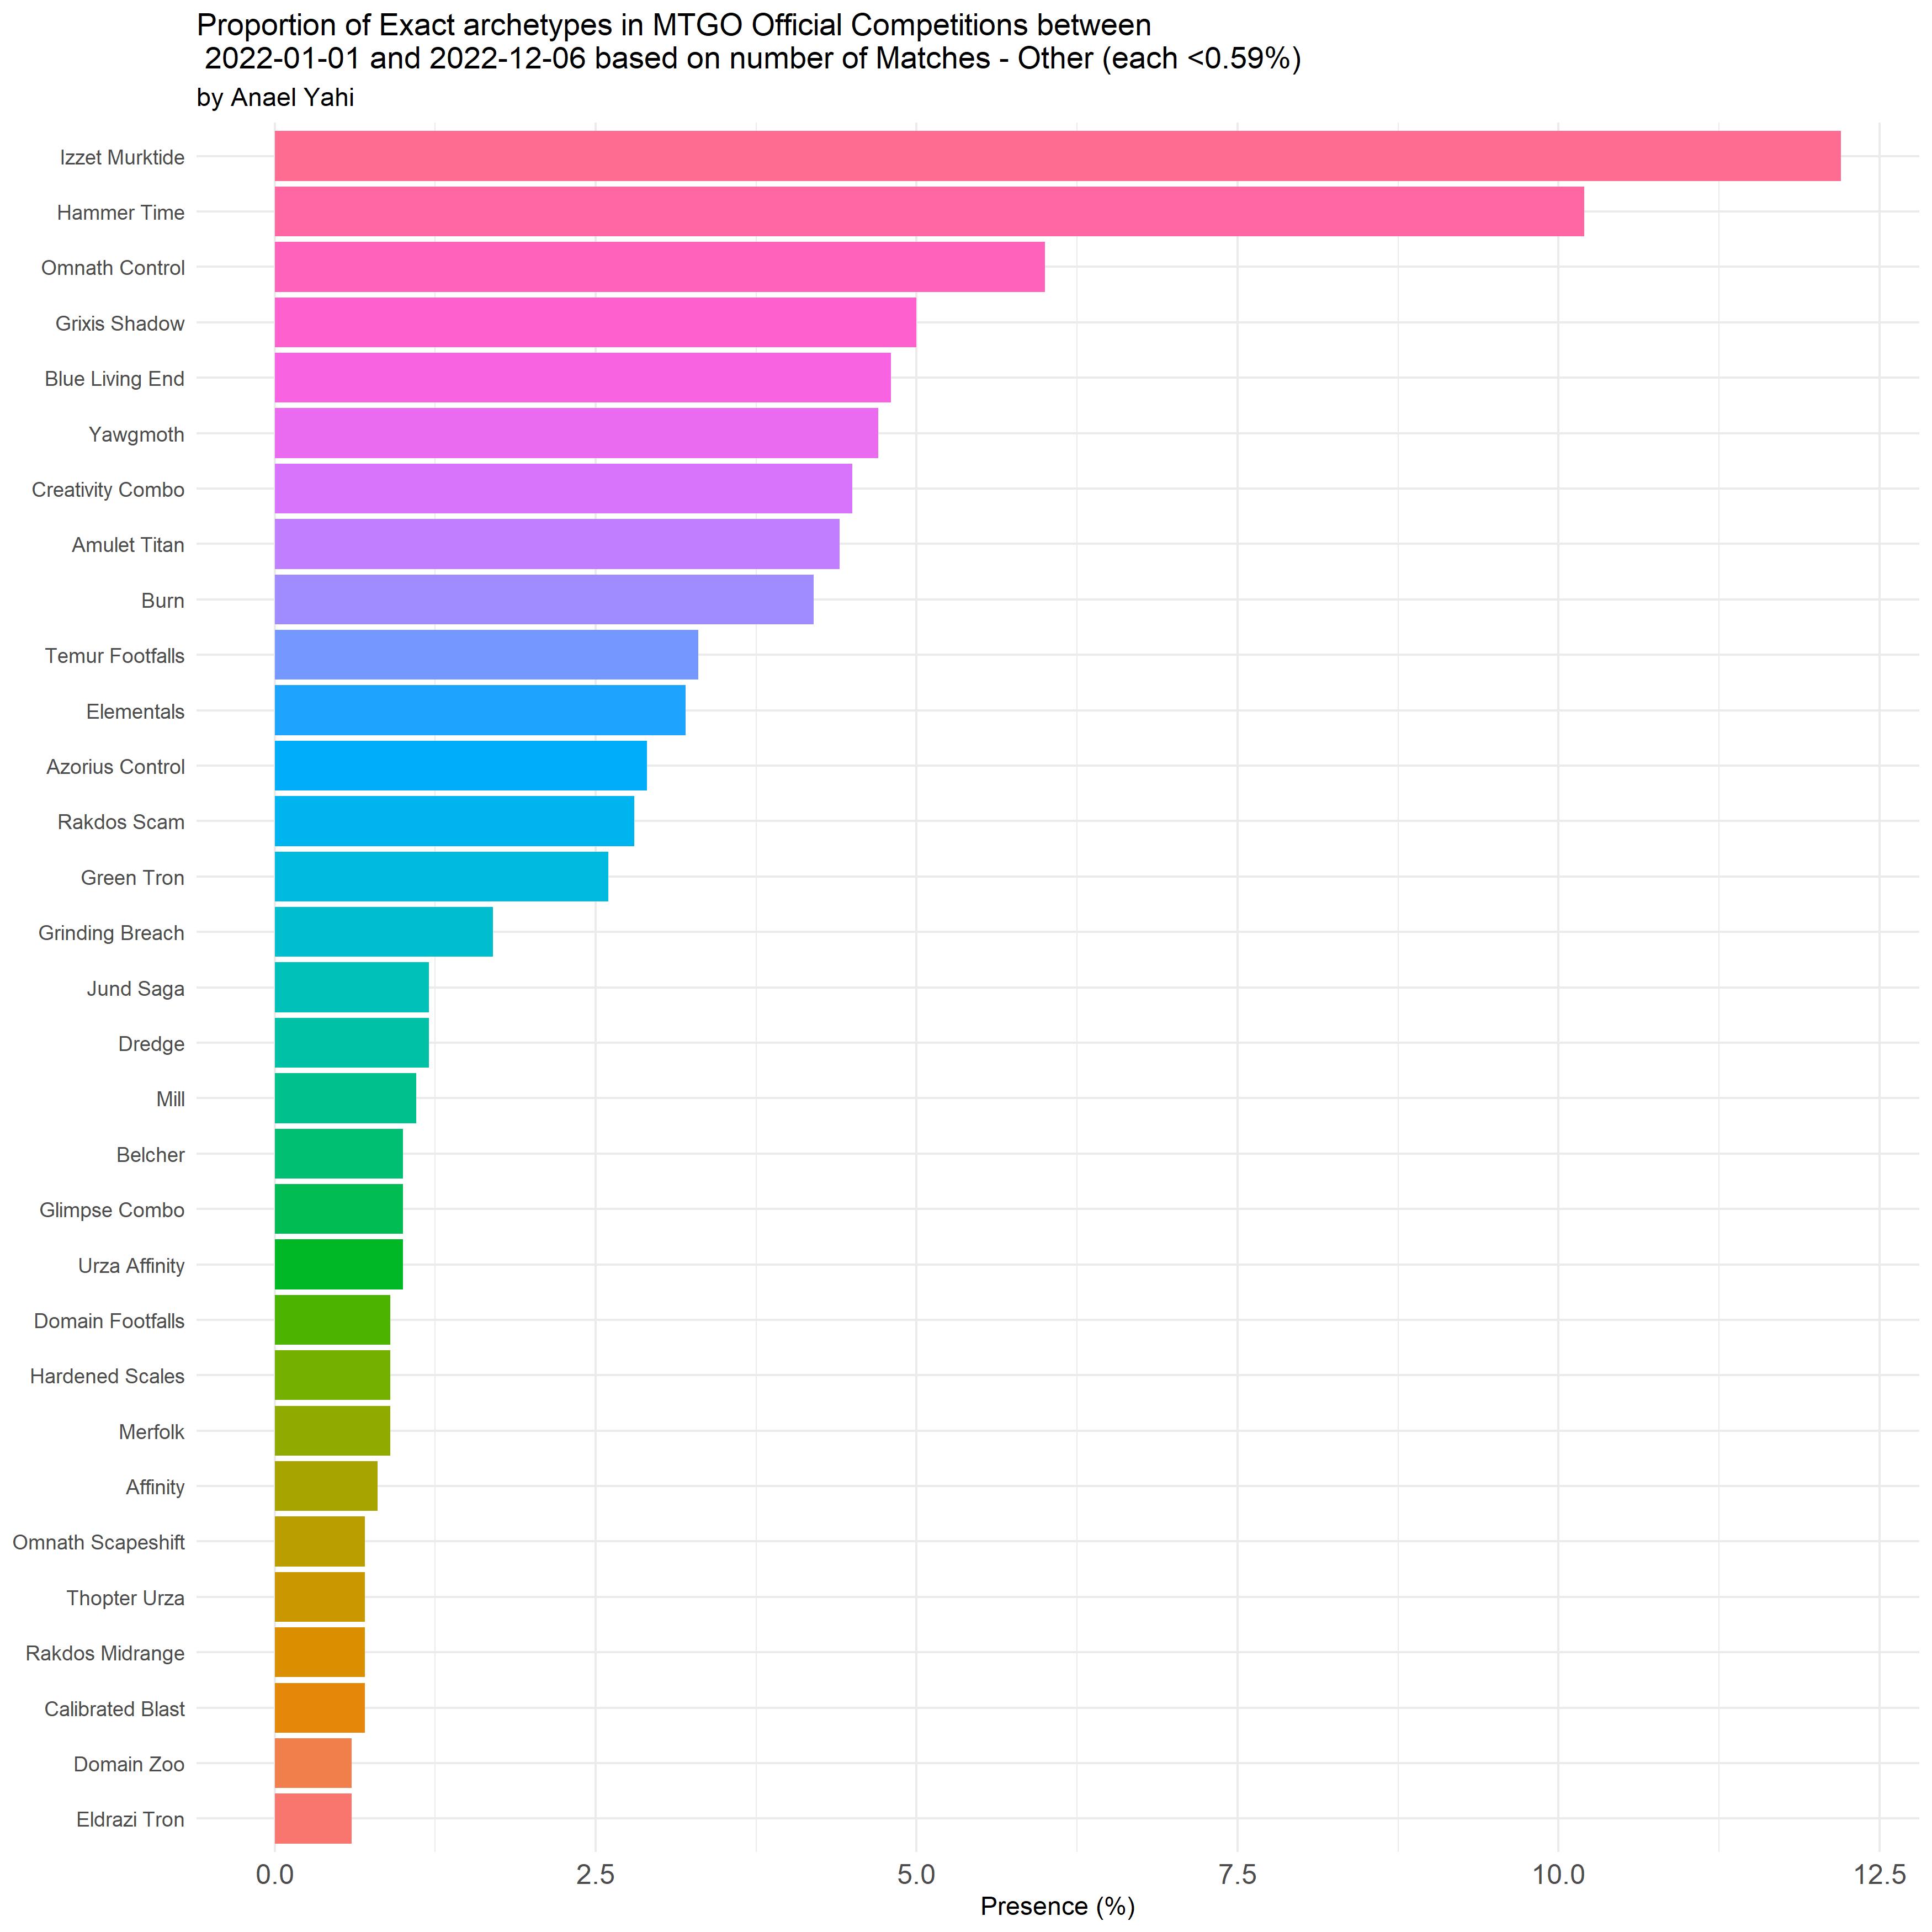 Proportion of Exact archetypes in MTGO Official Competitions between
2022-01-01 and 2022-12-06 based on number of Matches - Other (each <0.59%)
by Anael Yahi
Izzet Murktide
Hammer Time
Omnath Control
Grixis Shadow
Blue Living End
Yawgmoth
Creativity Combo
Amulet Titan
Burn
Temur Footfalls
Elementals
Azorius Control
Rakdos Scam
Green Tron
Grinding Breach
Jund Saga
Dredge
Mill
Belcher
Glimpse Combo
Urza Affinity
Domain Footfalls
Hardened Scales
Merfolk
Affinity
Omnath Scapeshift
Thopter Urza
Rakdos Midrange
Calibrated Blast
Domain Zoo
Eldrazi Tron
0.0 2.5 5.0 7.5 10.0 12.5
Presence (%)